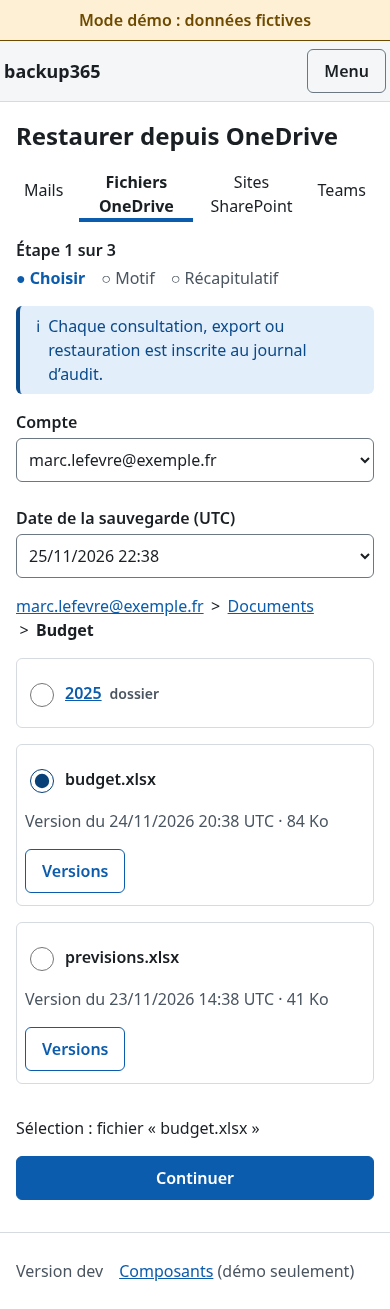 Mode démo : données fictives
backup365
Menu
Restaurer depuis OneDrive
Mails
Fichiers
OneDrive
Sites
SharePoint
Teams
Étape 1 sur 3
● Choisir ○ Motif ○ Récapitulatif
i Chaque consultation, export ou
restauration est inscrite au journal
d’audit.
Compte
marc.lefevre@exemple.fr
Date de la sauvegarde (UTC)
25/11/2026 22:38
marc.lefevre@exemple.fr > Documents
> Budget
2025 dossier
budget.xlsx
Version du 24/11/2026 20:38 UTC · 84 Ko
Versions
previsions.xlsx
Version du 23/11/2026 14:38 UTC · 41 Ko
Versions
Sélection : fichier « budget.xlsx »
Continuer
Version dev Composants (démo seulement)